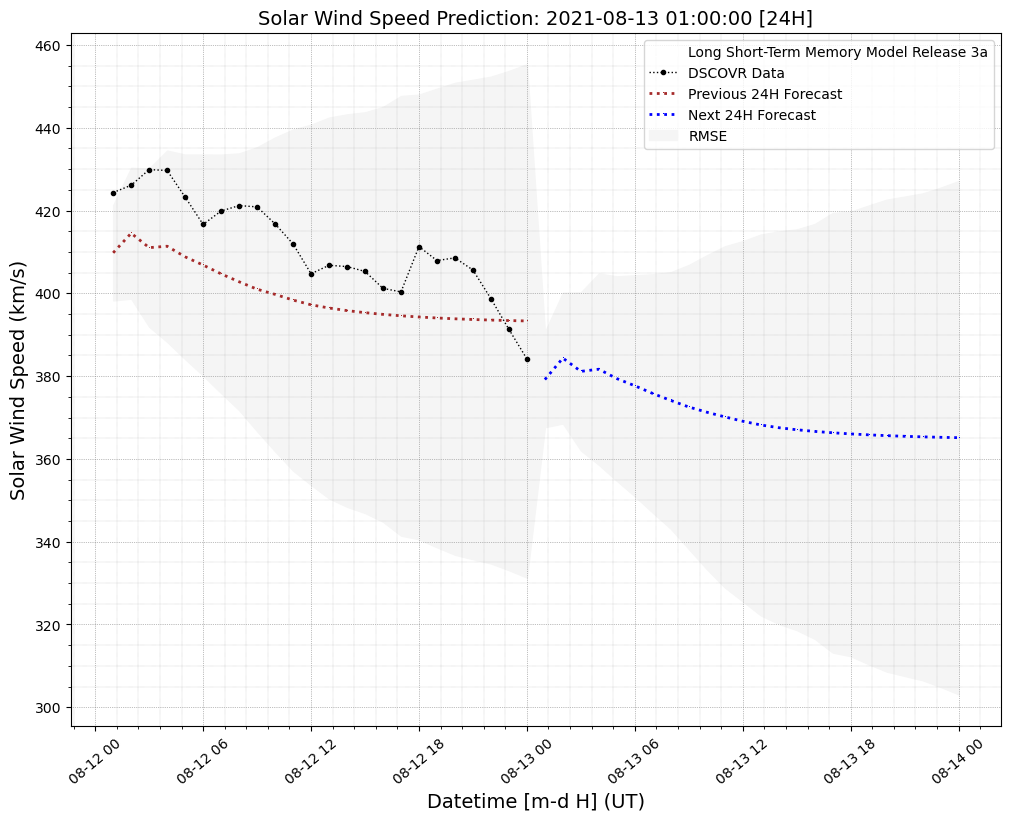 Solar Wind Speed Prediction: 2021-08-13 01:00:00 [24H]
Long Short-Term Memory Model Release 3a
DSCOVR Data
Previous 24H Forecast
Next 24H Forecast
RMSE
Solar Wind Speed (km/s)
460
440
420
400
380
360
340
320
300
08-12 00
08-12 06
08-12 12
08-12 18
08-13 00
08-13 06
08-13 12
08-13 18
08-14 00
Datetime [m-d H] (UT)